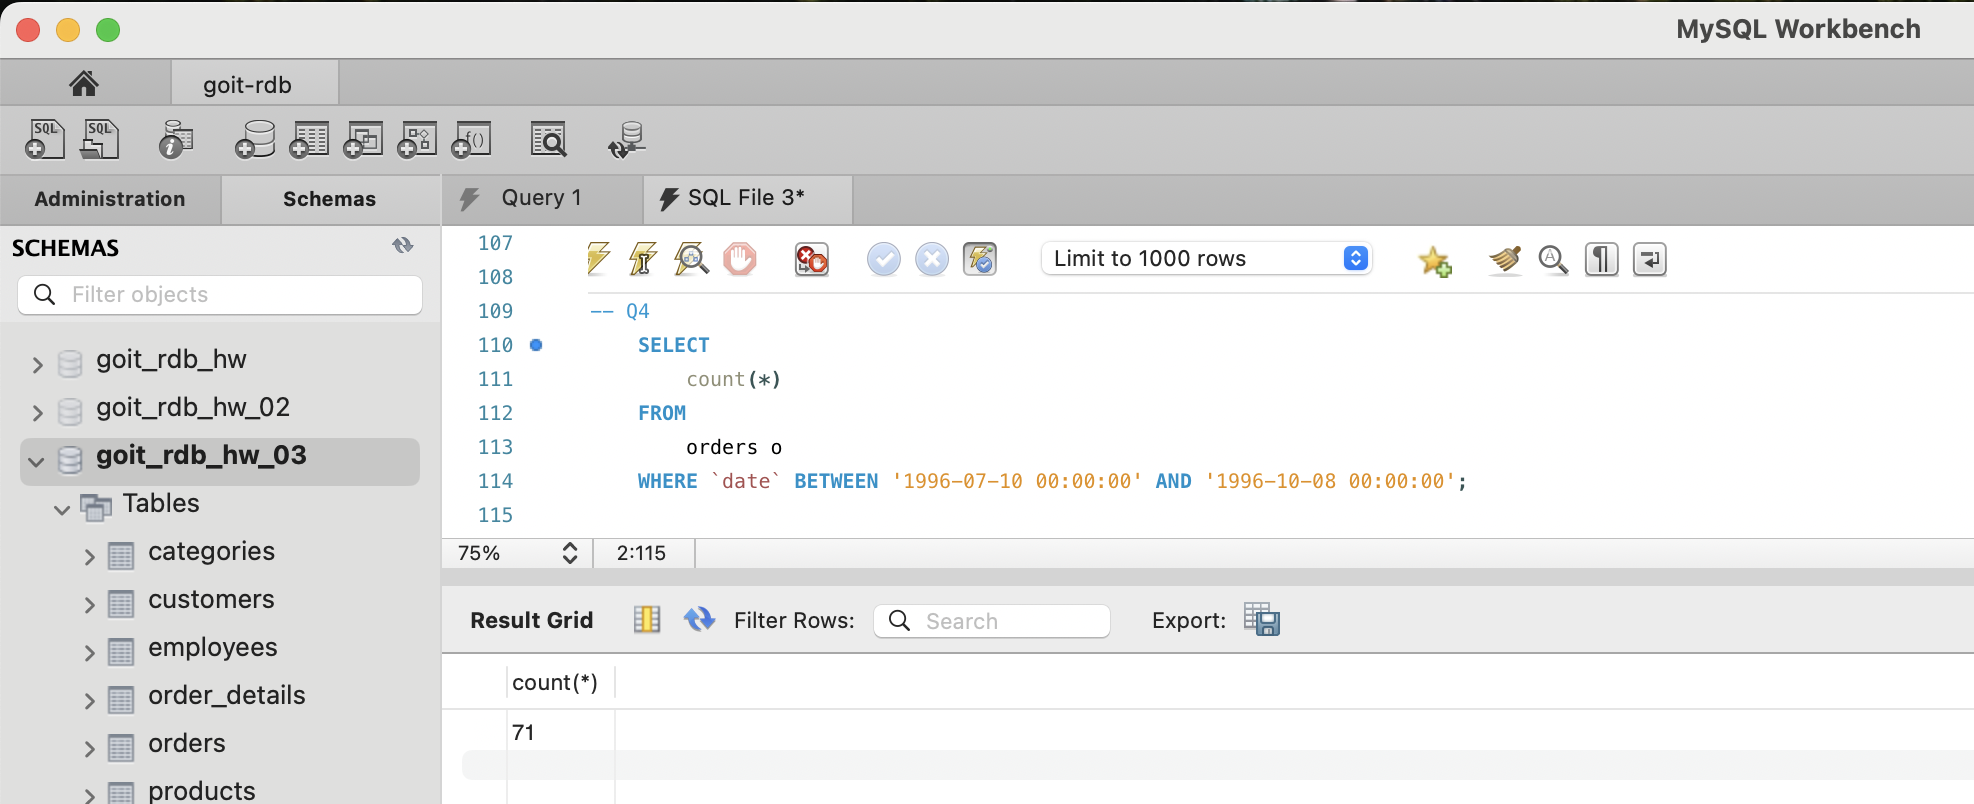 MySQL Workbench
goit-rdb
SQL SQL i f()
Administration
Schemas
Query 1
SQL File 3*
SCHEMAS
Filter objects
goit_rdb_hw
goit_rdb_hw_02
goit_rdb_hw_03
Tables
categories
customers
employees
order_details
orders
products
Limit to 1000 rows
107
108
109 -- Q4
110 SELECT
111 count(*)
112 FROM
113 orders o
114 WHERE `date` BETWEEN '1996-07-10 00:00:00' AND '1996-10-08 00:00:00';
115
75% 2:115
Result Grid Filter Rows: Search Export:
count(*)
71